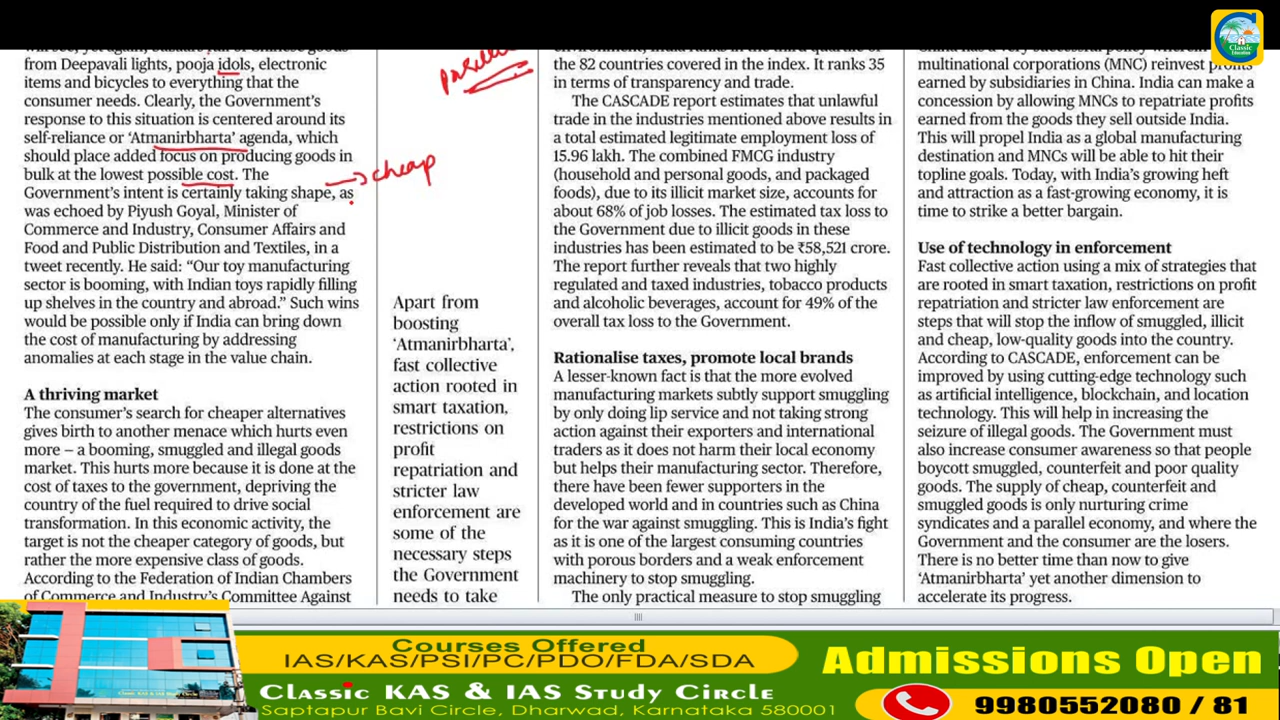 from Deepavali lights, pooja idols, electronic
items and bicycles to everything that the
consumer needs. Clearly, the Government's
response to this situation is centered around its
self-reliance or 'Atmanirbharta' agenda, which
should place added focus on producing goods in
bulk at the lowest possible cost. The
Government's intent is certainly taking shape, as
was echoed by Piyush Goyal, Minister of
Commerce and Industry, Consumer Affairs and
Food and Public Distribution and Textiles, in a
tweet recently. He said: “Our toy manufacturing
sector is booming, with Indian toys rapidly filling
up shelves in the country and abroad.” Such wins
would be possible only if India can bring down
the cost of manufacturing by addressing
anomalies at each stage in the value chain.
A thriving market
The consumer's search for cheaper alternatives
gives birth to another menace which hurts even
more – a booming, smuggled and illegal goods
market. This hurts more because it is done at the
cost of taxes to the government, depriving the
country of the fuel required to drive social
transformation. In this economic activity, the
target is not the cheaper category of goods, but
rather the more expensive class of goods.
According to the Federation of Indian Chambers
of Commerce and Industry's Committee Against
cheap
Apart from
boosting
'Atmanirbharta',
fast collective
action rooted in
smart taxation,
restrictions on
profit
repatriation and
stricter law
enforcement are
some of the
necessary steps
the Government
needs to take
environment, India ranks in the third quartile of
the 82 countries covered in the index. It ranks 35
in terms of transparency and trade.
The CASCADE report estimates that unlawful
trade in the industries mentioned above results in
a total estimated legitimate employment loss of
15.96 lakh. The combined FMCG industry
(household and personal goods, and packaged
foods), due to its illicit market size, accounts for
about 68% of job losses. The estimated tax loss to
the Government due to illicit goods in these
industries has been estimated to be ₹58,521 crore.
The report further reveals that two highly
regulated and taxed industries, tobacco products
and alcoholic beverages, account for 49% of the
overall tax loss to the Government.
Rationalise taxes, promote local brands
A lesser-known fact is that the more evolved
manufacturing markets subtly support smuggling
by only doing lip service and not taking strong
action against their exporters and international
traders as it does not harm their local economy
but helps their manufacturing sector. Therefore,
there have been fewer supporters in the
developed world and in countries such as China
for the war against smuggling. This is India's fight
as it is one of the largest consuming countries
with porous borders and a weak enforcement
machinery to stop smuggling.
The only practical measure to stop smuggling
multinational corporations (MNC) reinvest profits
earned by subsidiaries in China. India can make a
concession by allowing MNCs to repatriate profits
earned from the goods they sell outside India.
This will propel India as a global manufacturing
destination and MNCs will be able to hit their
topline goals. Today, with India's growing heft
and attraction as a fast-growing economy, it is
time to strike a better bargain.
Use of technology in enforcement
Fast collective action using a mix of strategies that
are rooted in smart taxation, restrictions on profit
repatriation and stricter law enforcement are
steps that will stop the inflow of smuggled, illicit
and cheap, low-quality goods into the country.
According to CASCADE, enforcement can be
improved by using cutting-edge technology such
as artificial intelligence, blockchain, and location
technology. This will help in increasing the
seizure of illegal goods. The Government must
also increase consumer awareness so that people
boycott smuggled, counterfeit and poor quality
goods. The supply of cheap, counterfeit and
smuggled goods is only nurturing crime
syndicates and a parallel economy, and where the
Government and the consumer are the losers.
There is no better time than now to give
'Atmanirbharta' yet another dimension to
accelerate its progress.
Classic
Education
Courses Offered
IAS/KAS/PSI/PC/PDO/FDA/SDA
Classic KAS & IAS Study Circle
Saptapur Bavi Circle, Dharwad, Karnataka 580001
Admissions Open
9980552080 / 81